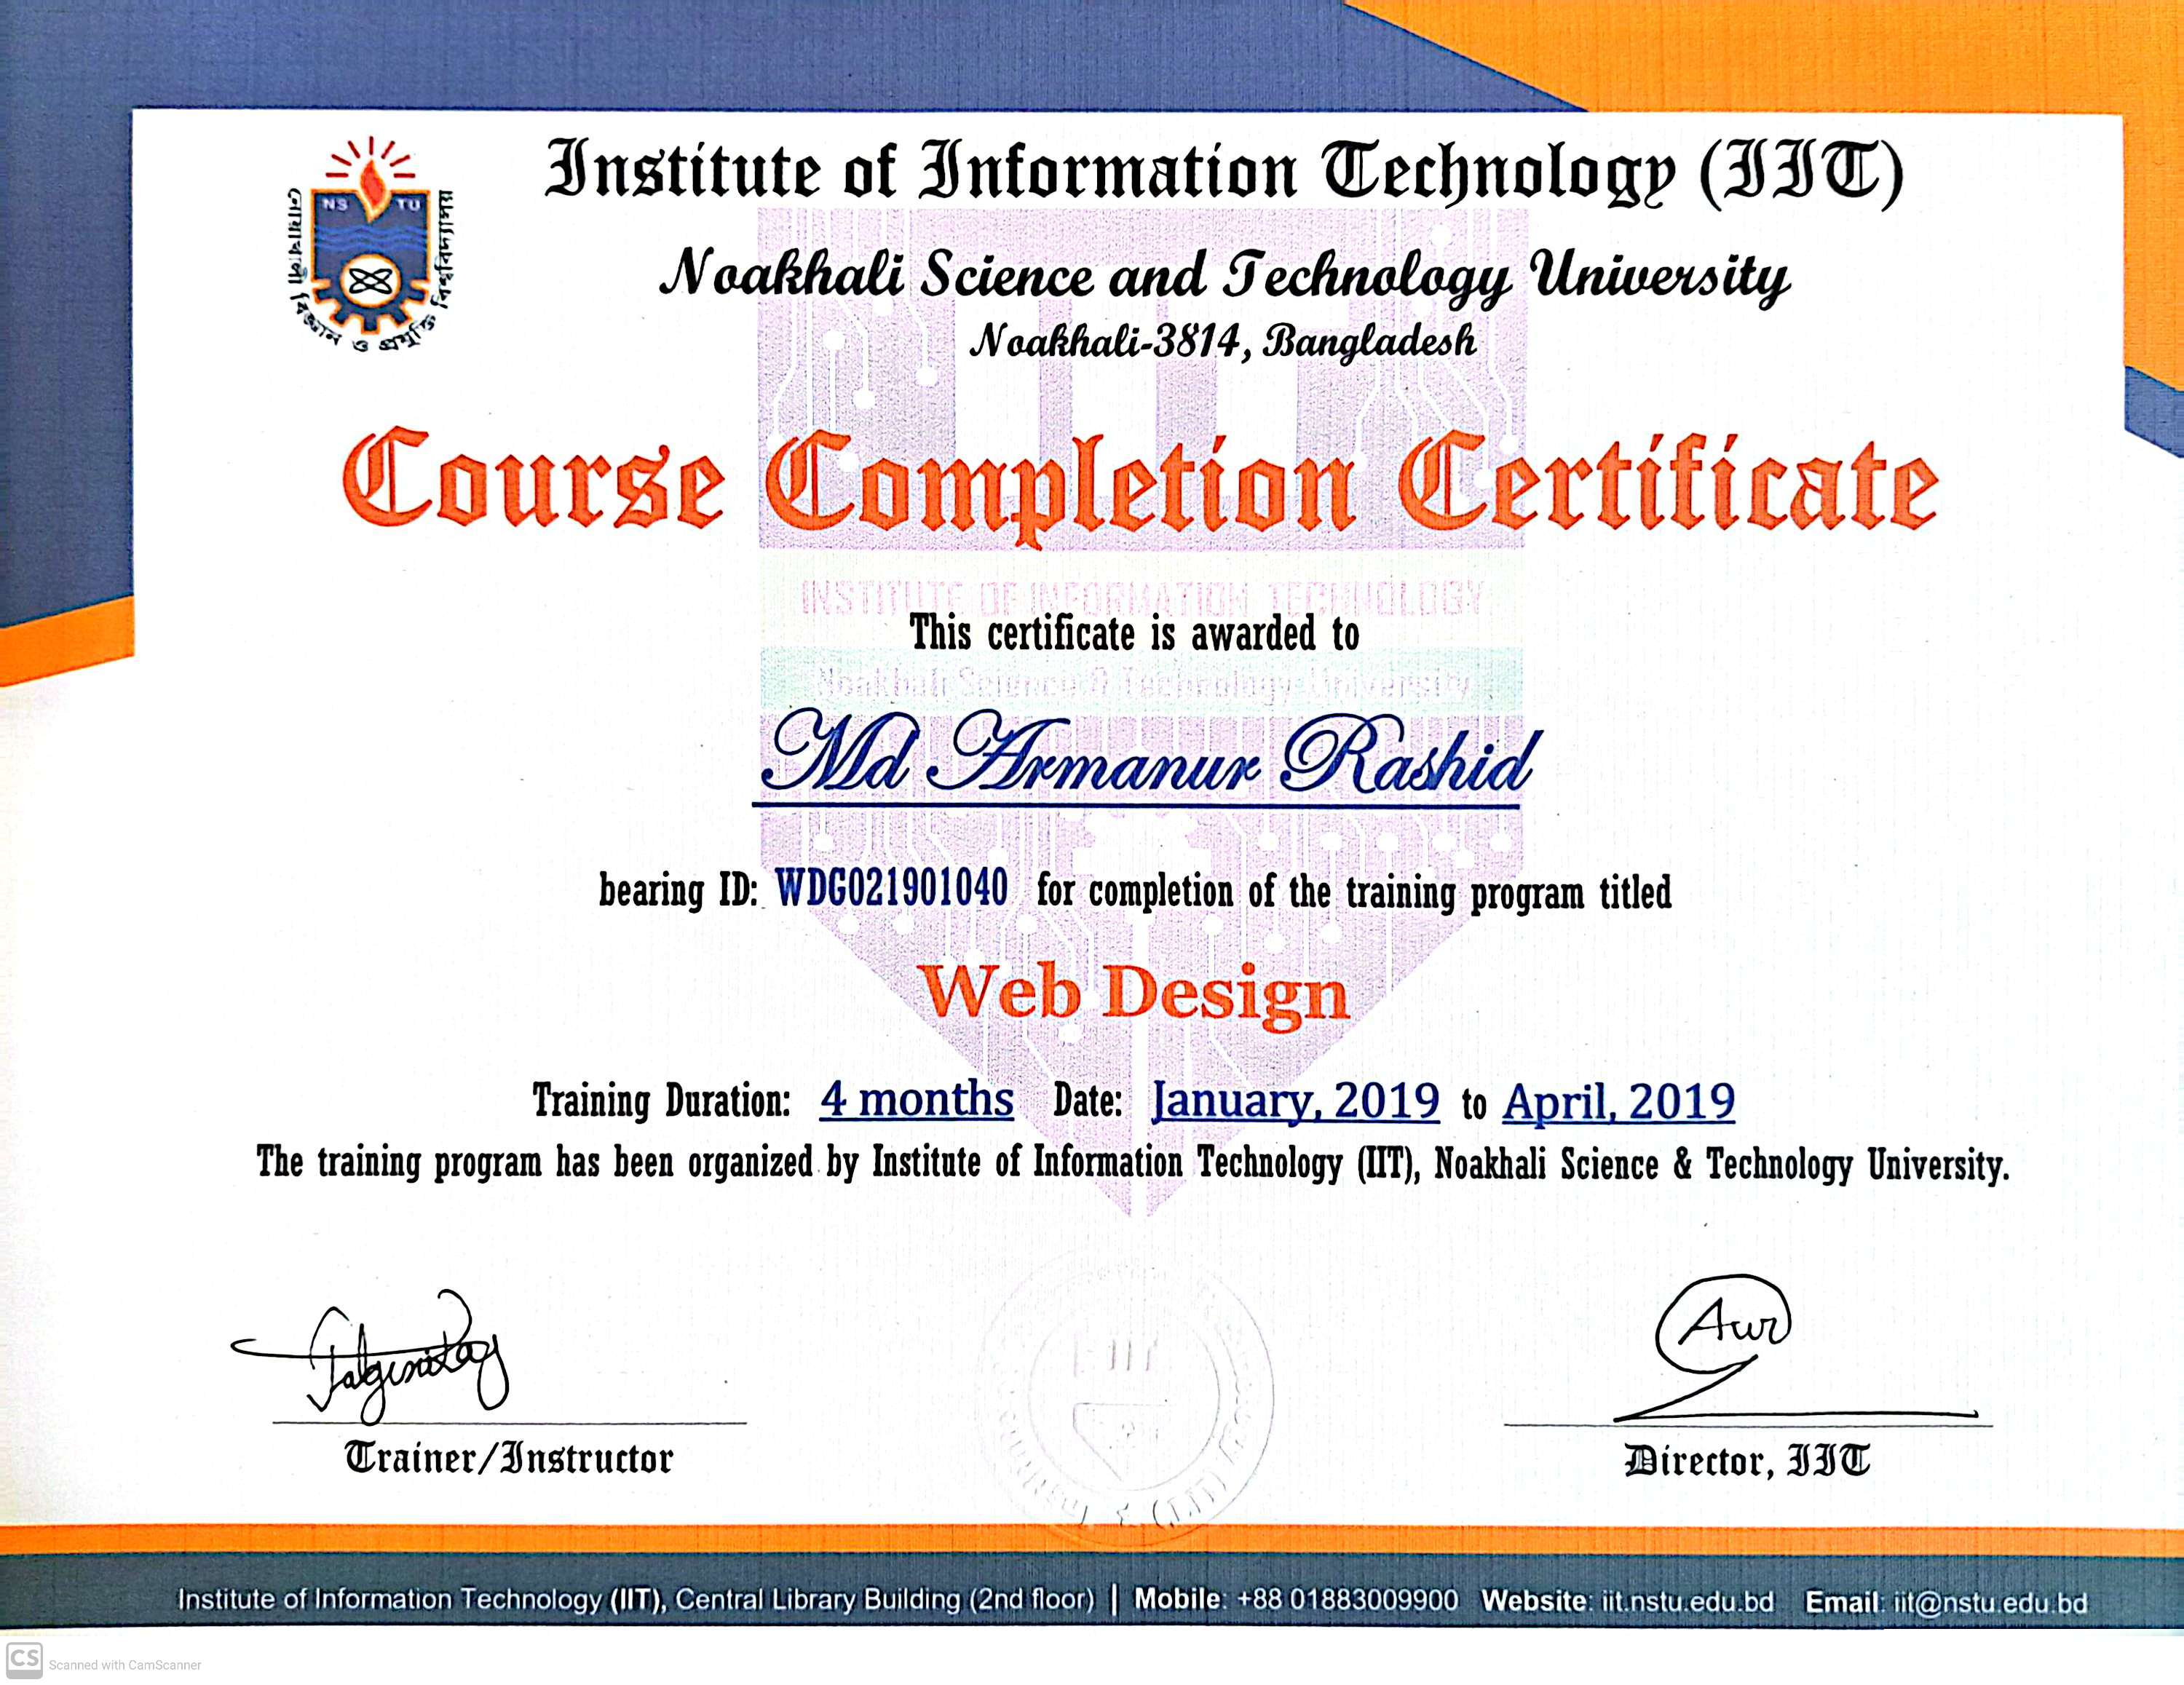 NS TU
নোয়াখালী বিজ্ঞান ও প্রযুক্তি বিশ্ববিদ্যালয়
Institute of Information Technology (IIT)
Noakhali Science and Technology University
Noakhali-3814, Bangladesh
Course Completion Certificate
INSTITUTE OF INFORMATION TECHNOLOGY
This certificate is awarded to
Noakhali Science & Technology University
Md Armanur Rashid
bearing ID: WDG021901040 for completion of the training program titled
Web Design
Training Duration: 4 months Date: January, 2019 to April, 2019
The training program has been organized by Institute of Information Technology (IIT), Noakhali Science & Technology University.
Trainer/Instructor
Director, IIT
Institute of Information Technology (IIT), Central Library Building (2nd floor) | Mobile: +88 01883009900 Website: iit.nstu.edu.bd Email: iit@nstu.edu.bd
CS Scanned with CamScanner